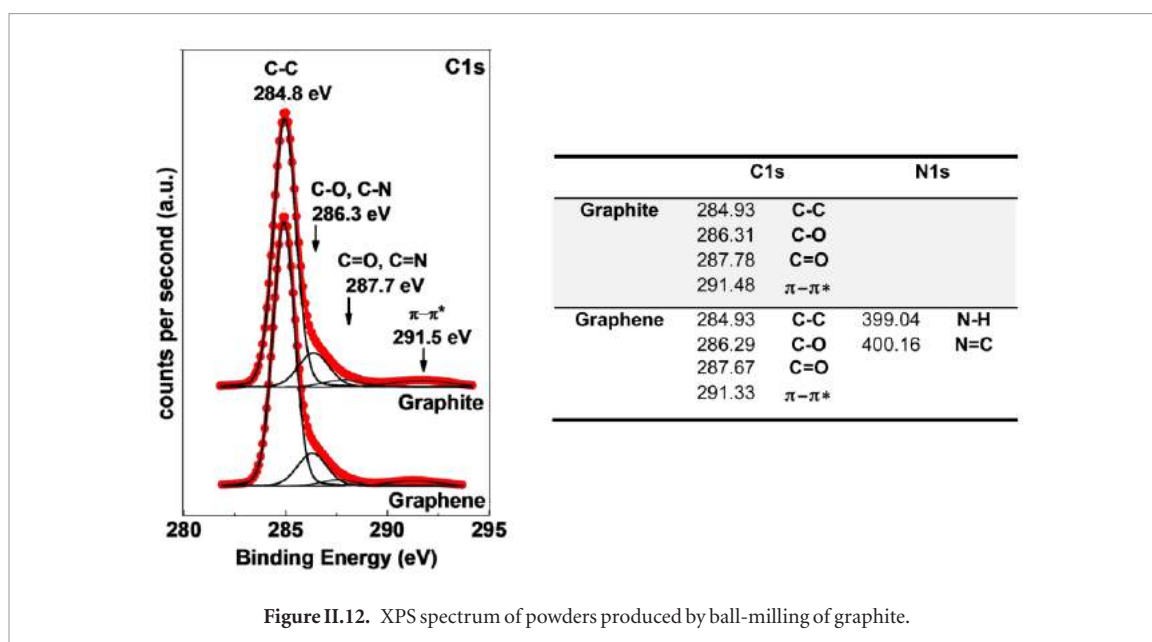 C-C
C1s
284.8 eV
C-O, C-N
286.3 eV
C=O, C=N
287.7 eV
π–π*
291.5 eV
Graphite
Graphene
counts per second (a.u.)
280 285 290 295
Binding Energy (eV)
C1s N1s
Graphite 284.93 C-C
286.31 C-O
287.78 C=O
291.48 π–π*
Graphene 284.93 C-C 399.04 N-H
286.29 C-O 400.16 N=C
287.67 C=O
291.33 π–π*
Figure II.12. XPS spectrum of powders produced by ball-milling of graphite.